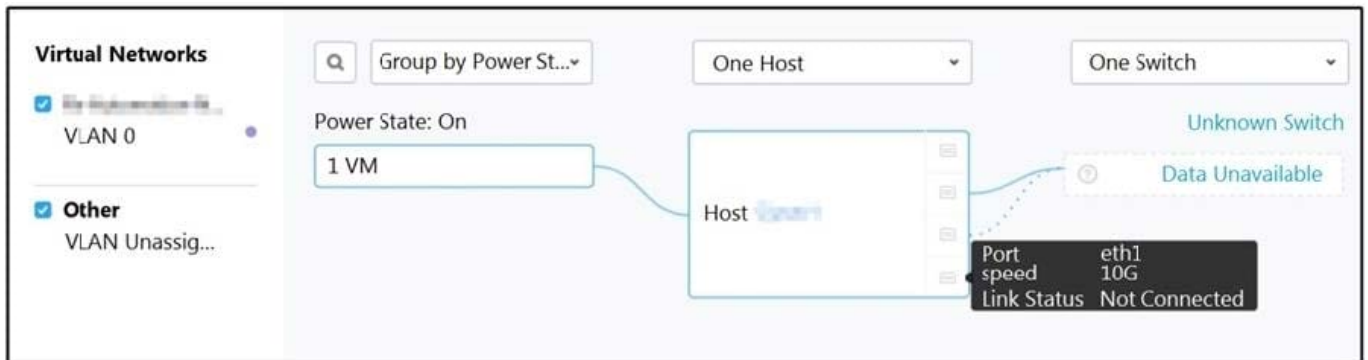 Virtual Networks
Group by Power St...
One Host
One Switch
VLAN 0
Power State: On
Unknown Switch
1 VM
Data Unavailable
Other
VLAN Unassig...
Host
Port eth1
speed 10G
Link Status Not Connected